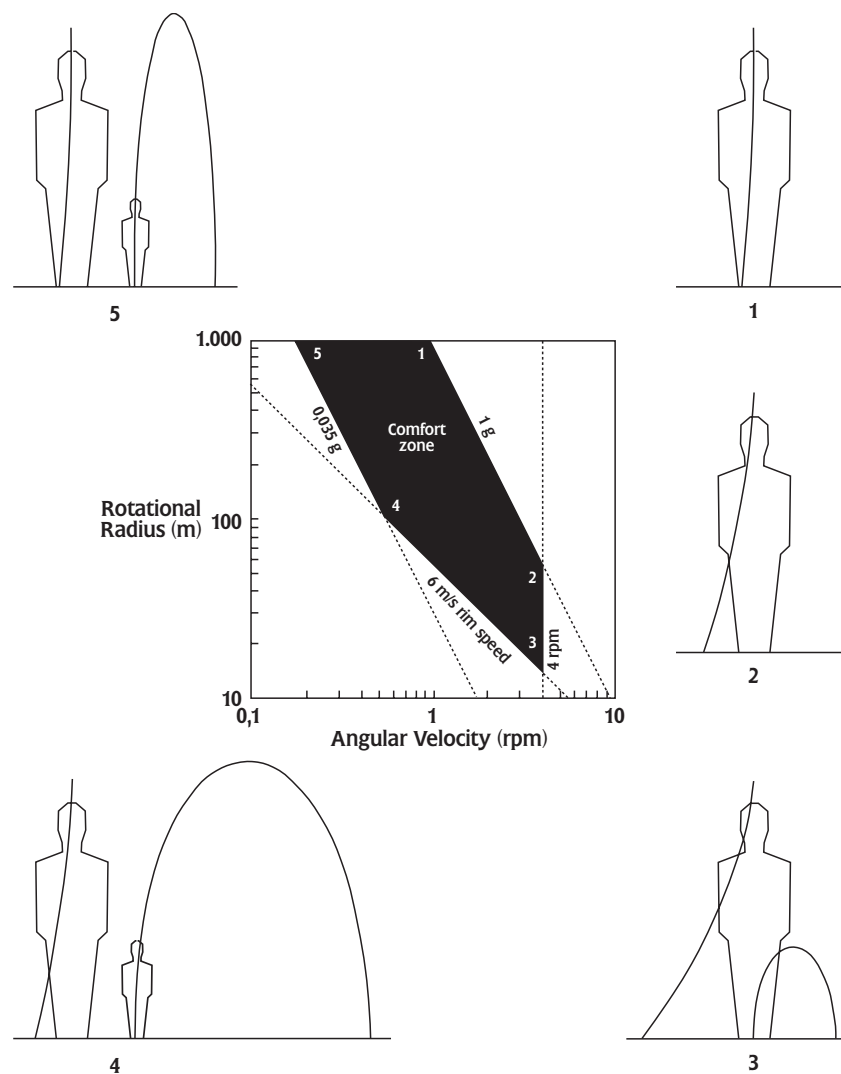 5
1
1.000
5
1
0,035 g
1 g
Comfort
zone
Rotational
Radius (m)
100
4
2
6 m/s rim speed
3
4 rpm
10
0,1
1
10
Angular Velocity (rpm)
2
4
3